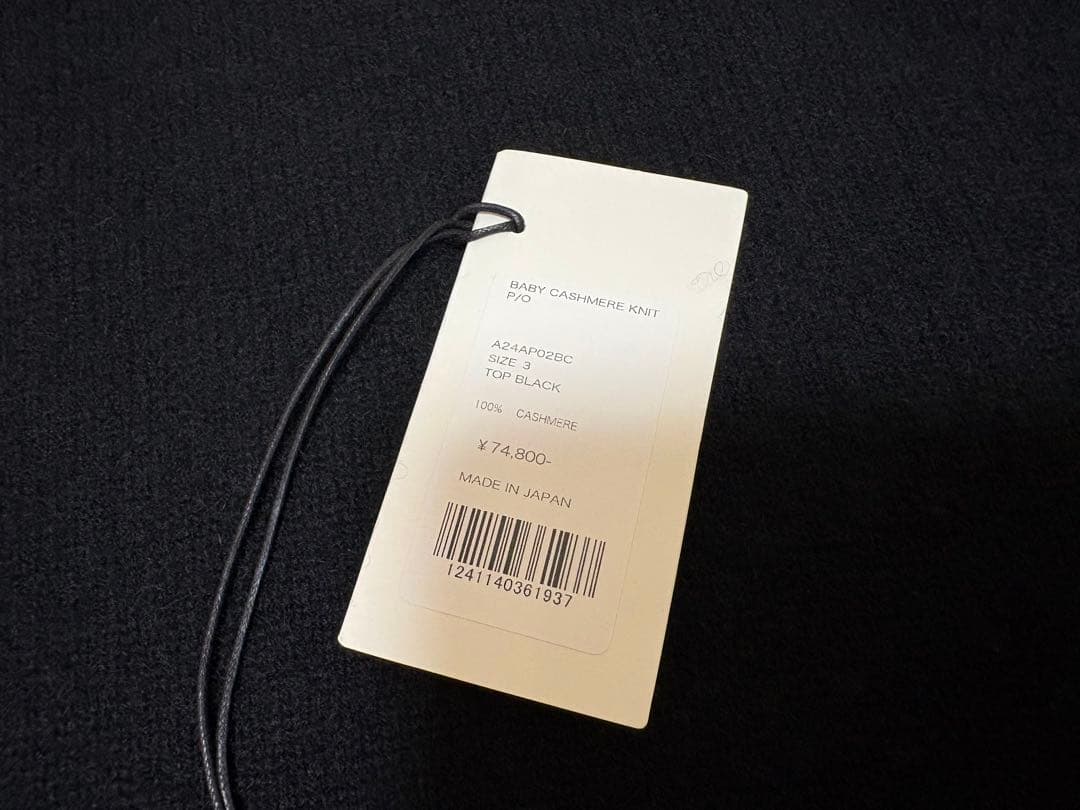 BABY CASHMERE KNIT
P/O
A24AP02BC
SIZE 3
TOP BLACK
100% CASHMERE
¥74,800-
MADE IN JAPAN
1241140361937